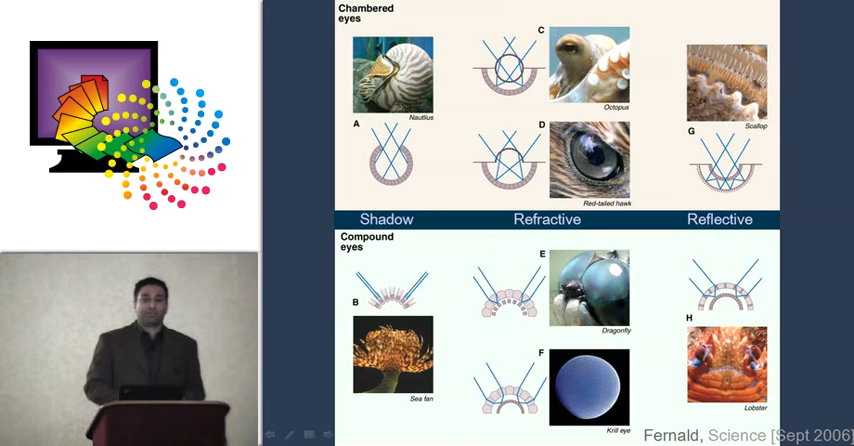 Chambered
eyes
C
Nautilus
Octopus
Scallop
A
D
G
Red-tailed hawk
Shadow
Refractive
Reflective
Compound
eyes
E
B
Dragonfly
H
F
Sea fan
Krill eye
Lobster
Fernald, Science [Sept 2006]